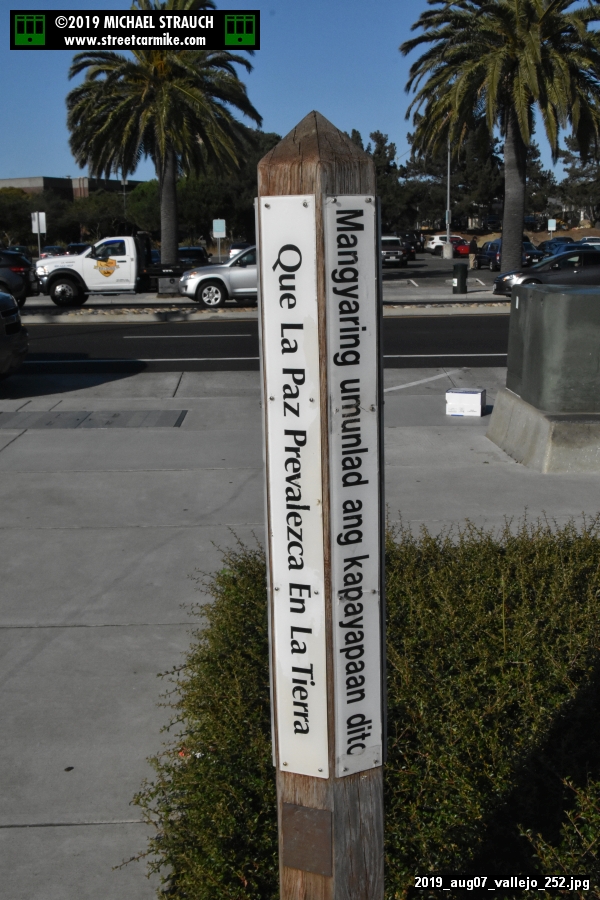 ©2019 MICHAEL STRAUCH
www.streetcarmike.com
Que La Paz Prevalezca En La Tierra
Mangyaring umunlad ang kapayapaan dito
2019_aug07_vallejo_252.jpg